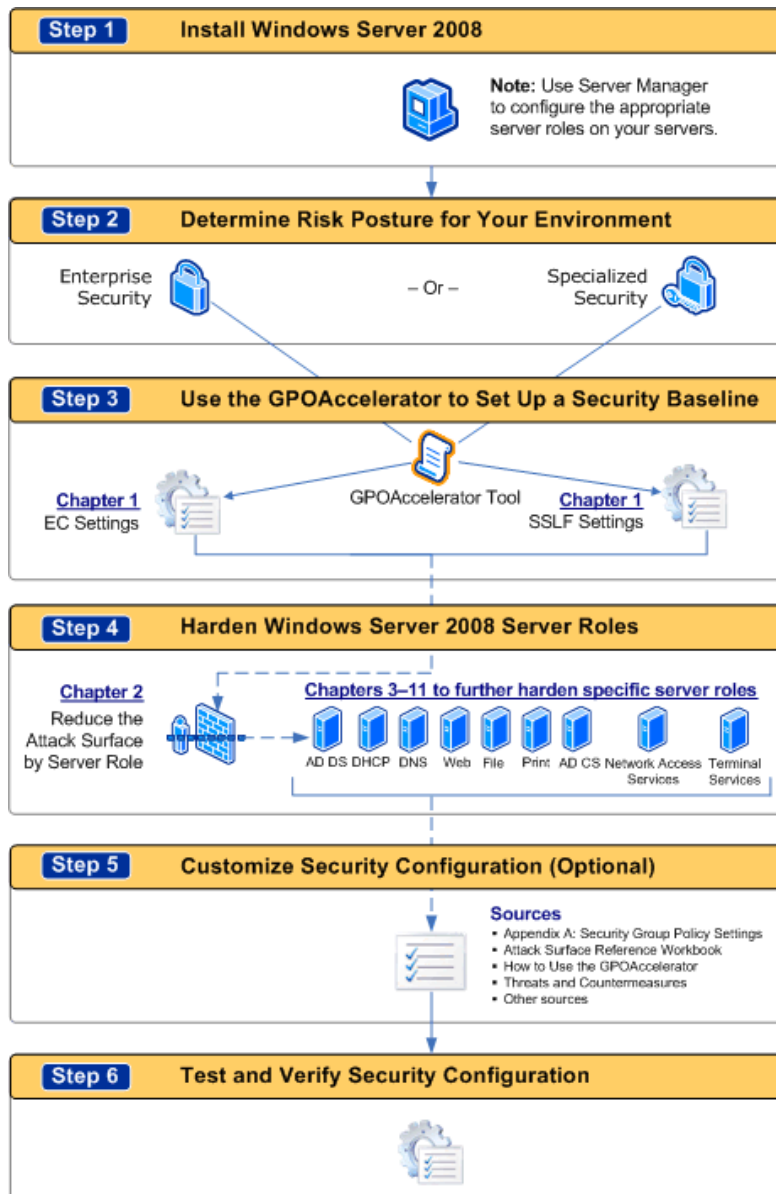 Step 1 Install Windows Server 2008
Note: Use Server Manager
to configure the appropriate
server roles on your servers.
Step 2 Determine Risk Posture for Your Environment
Enterprise
Security
– Or –
Specialized
Security
Step 3 Use the GPOAccelerator to Set Up a Security Baseline
Chapter 1
EC Settings
GPOAccelerator Tool
Chapter 1
SSLF Settings
Step 4 Harden Windows Server 2008 Server Roles
Chapter 2
Reduce the
Attack Surface
by Server Role
Chapters 3–11 to further harden specific server roles
AD DS DHCP DNS Web File Print AD CS Network Access
Services
Terminal
Services
Step 5 Customize Security Configuration (Optional)
Sources
▪ Appendix A: Security Group Policy Settings
▪ Attack Surface Reference Workbook
▪ How to Use the GPOAccelerator
▪ Threats and Countermeasures
▪ Other sources
Step 6 Test and Verify Security Configuration